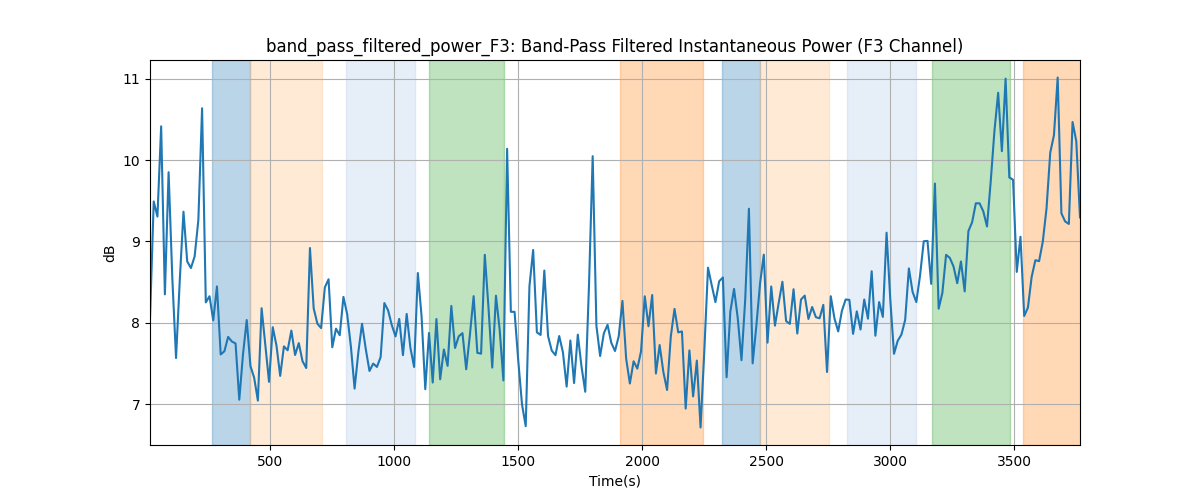 band_pass_filtered_power_F3: Band-Pass Filtered Instantaneous Power (F3 Channel)
11
10
9
8
7
dB
500 1000 1500 2000 2500 3000 3500
Time(s)